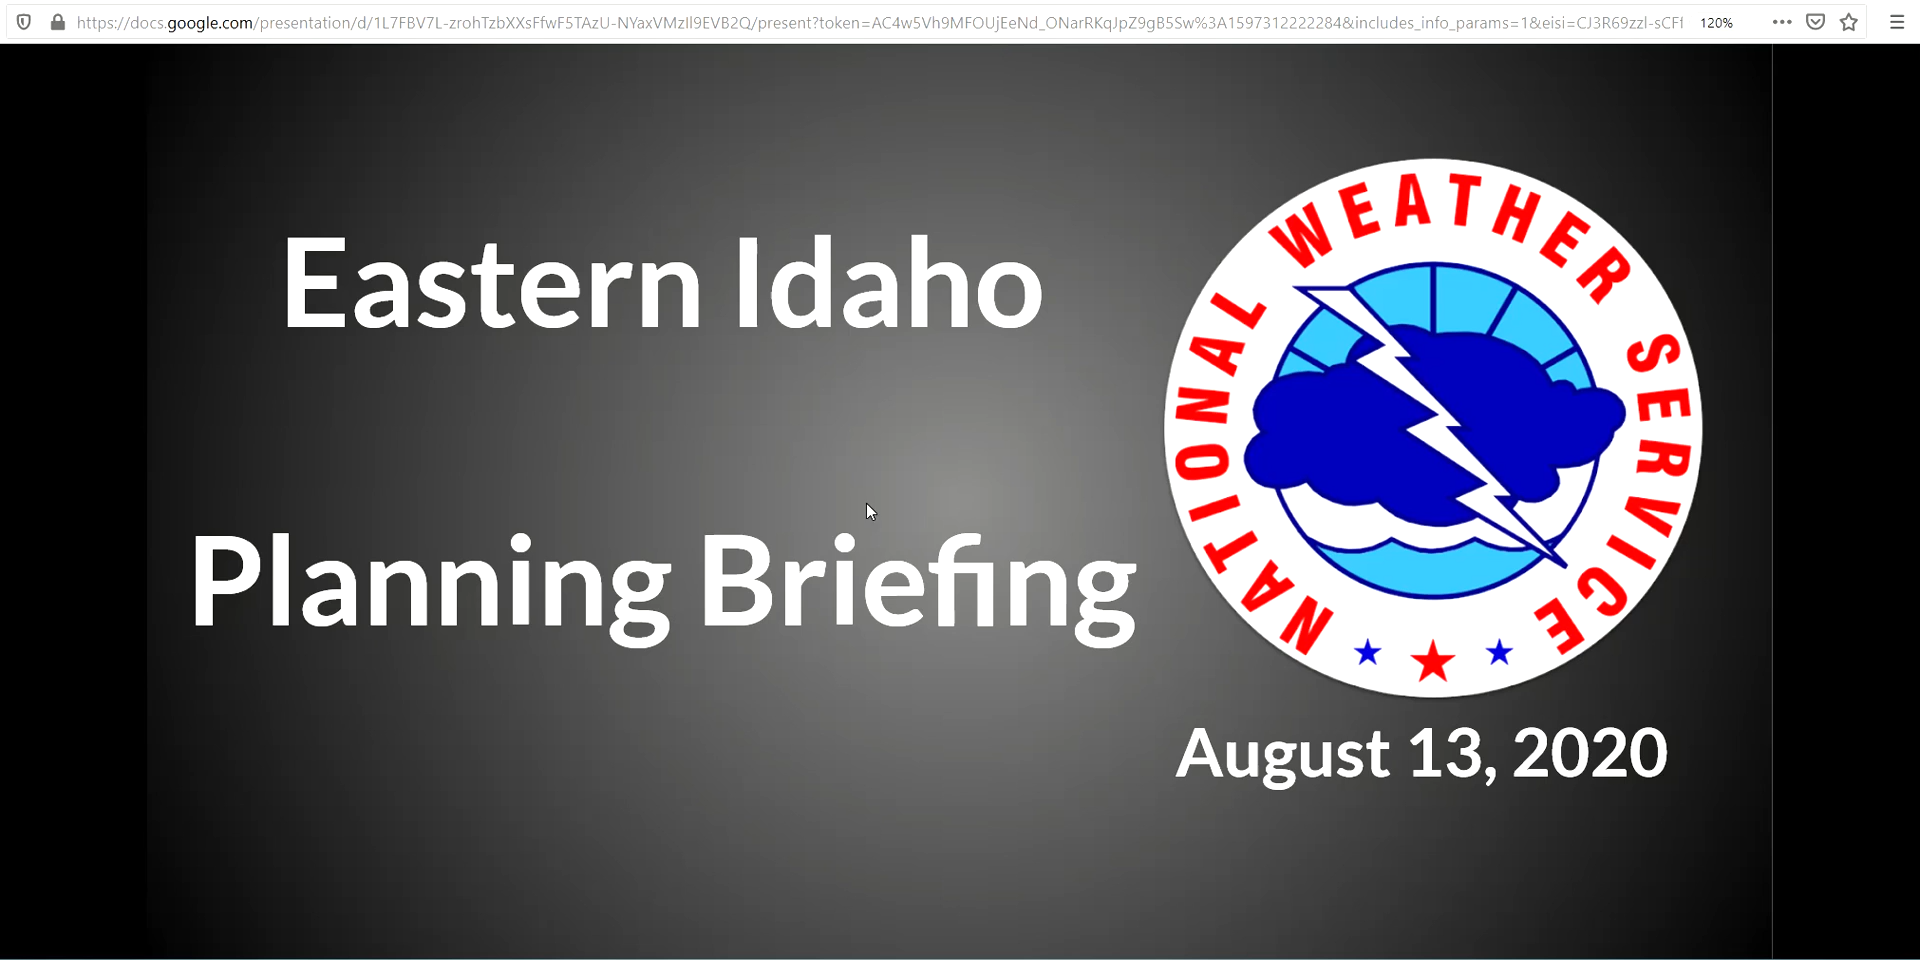 https://docs.google.com/presentation/d/1L7FBV7L-zrohTzbXXsFfwF5TAzU-NYaxVMzIl9EVB2Q/present?token=AC4w5Vh9MFOUjEeNd_ONarRKqJpZ9gB5Sw%3A1597312222284&includes_info_params=1&eisi=CJ3R69zzl-sCFf
120%
Eastern Idaho
Planning Briefing
NATIONAL WEATHER SERVICE
August 13, 2020